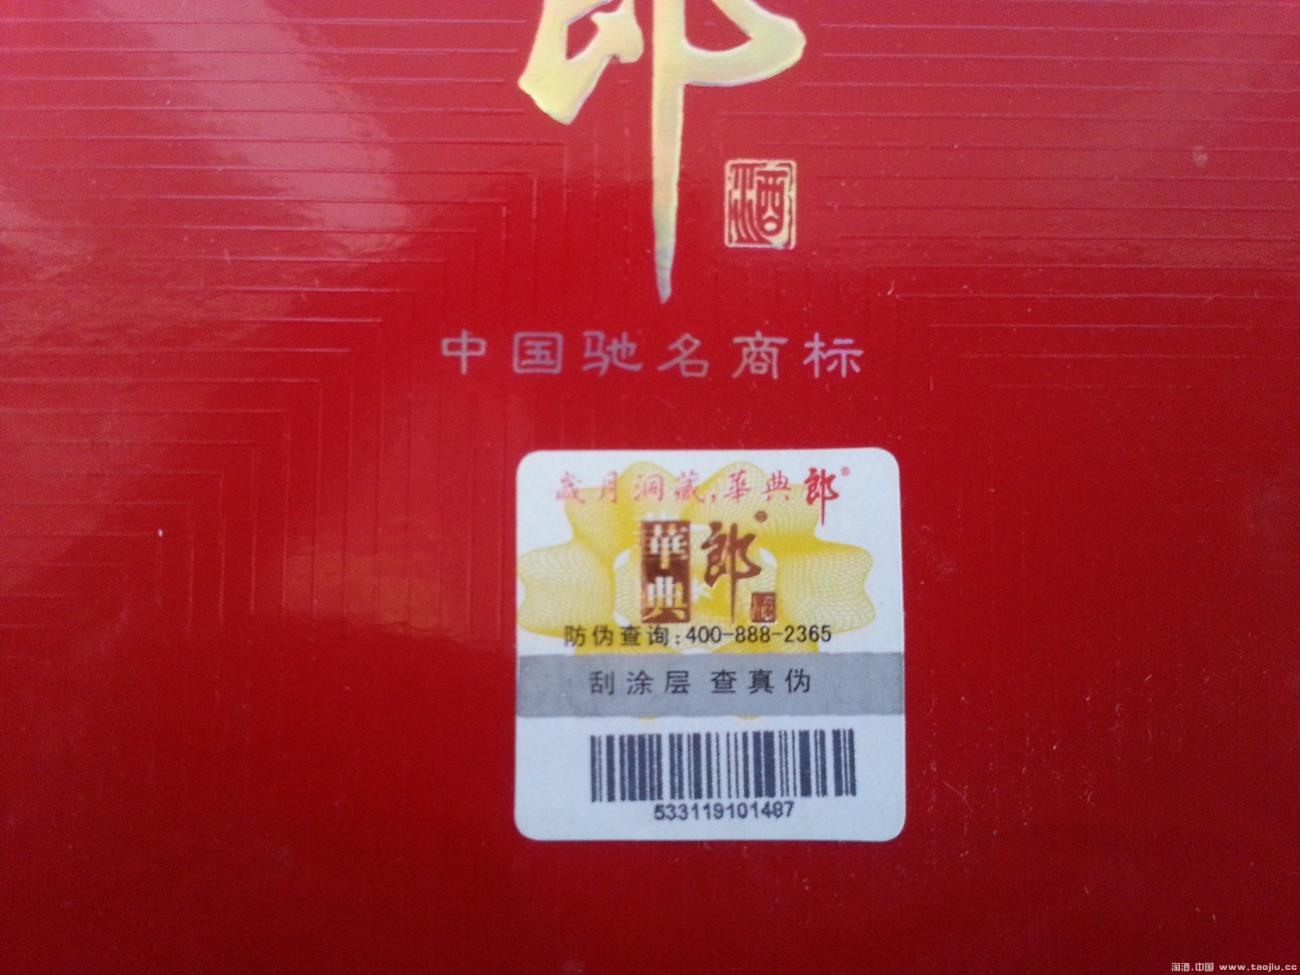 郎
酒
中国驰名商标
歲月洞藏,華典郎®
華典 郎® 酒
防伪查询:400-888-2365
刮涂层 查真伪
533119101487
淘酒.中国 www.taojiu.cc